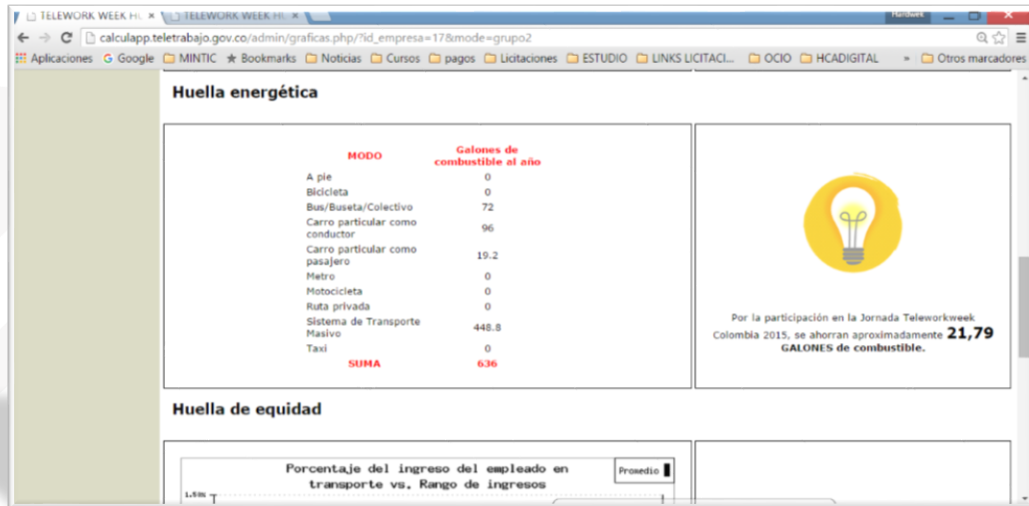 TELEWORK WEEK HU × TELEWORK WEEK HU ×
Hardwek
calculapp.teletrabajo.gov.co/admin/graficas.php/?id_empresa=17&mode=grupo2
Aplicaciones Google MINTIC Bookmarks Noticias Cursos pagos Licitaciones ESTUDIO LINKS LICITACI... OCIO HCADIGITAL » Otros marcadores
Huella energética
MODO Galones de
combustible al año
A pie 0
Bicicleta 0
Bus/Buseta/Colectivo 72
Carro particular como
conductor 96
Carro particular como
pasajero 19.2
Metro 0
Motocicleta 0
Ruta privada 0
Sistema de Transporte
Masivo 448.8
Taxi 0
SUMA 636
Por la participación en la Jornada Teleworkweek
Colombia 2015, se ahorran aproximadamente 21,79
GALONES de combustible.
Huella de equidad
Porcentaje del ingreso del empleado en
transporte vs. Rango de ingresos
Promedio